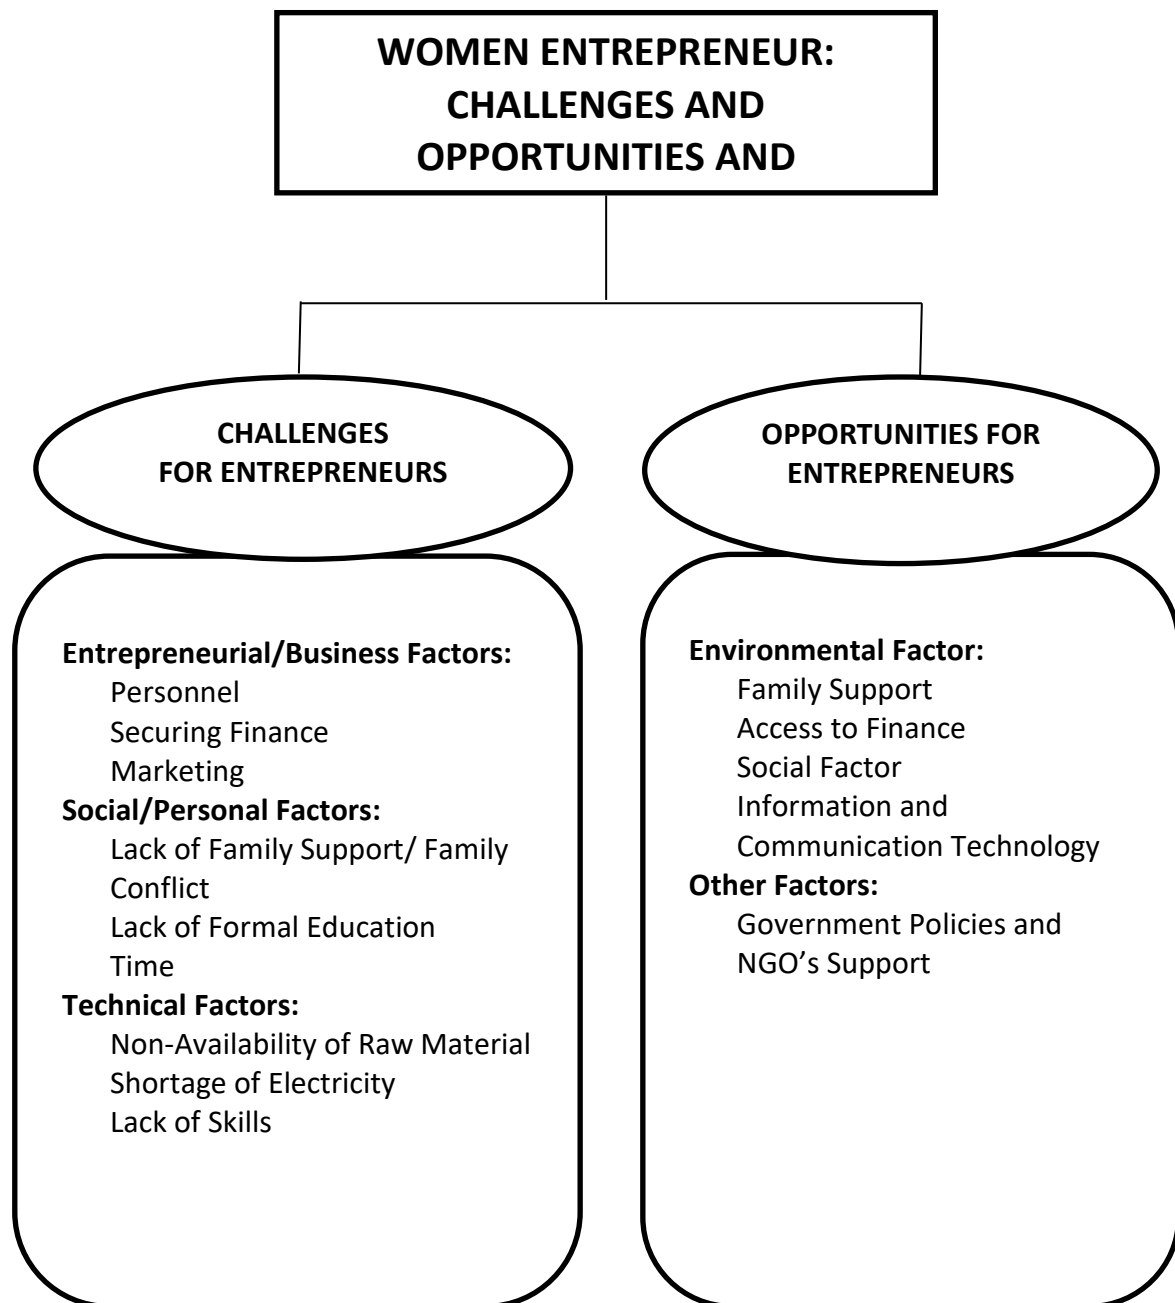 WOMEN ENTREPRENEUR:
CHALLENGES AND
OPPORTUNITIES AND
CHALLENGES
FOR ENTREPRENEURS
Entrepreneurial/Business Factors:
Personnel
Securing Finance
Marketing
Social/Personal Factors:
Lack of Family Support/ Family
Conflict
Lack of Formal Education
Time
Technical Factors:
Non-Availability of Raw Material
Shortage of Electricity
Lack of Skills
OPPORTUNITIES FOR
ENTREPRENEURS
Environmental Factor:
Family Support
Access to Finance
Social Factor
Information and
Communication Technology
Other Factors:
Government Policies and
NGO’s Support